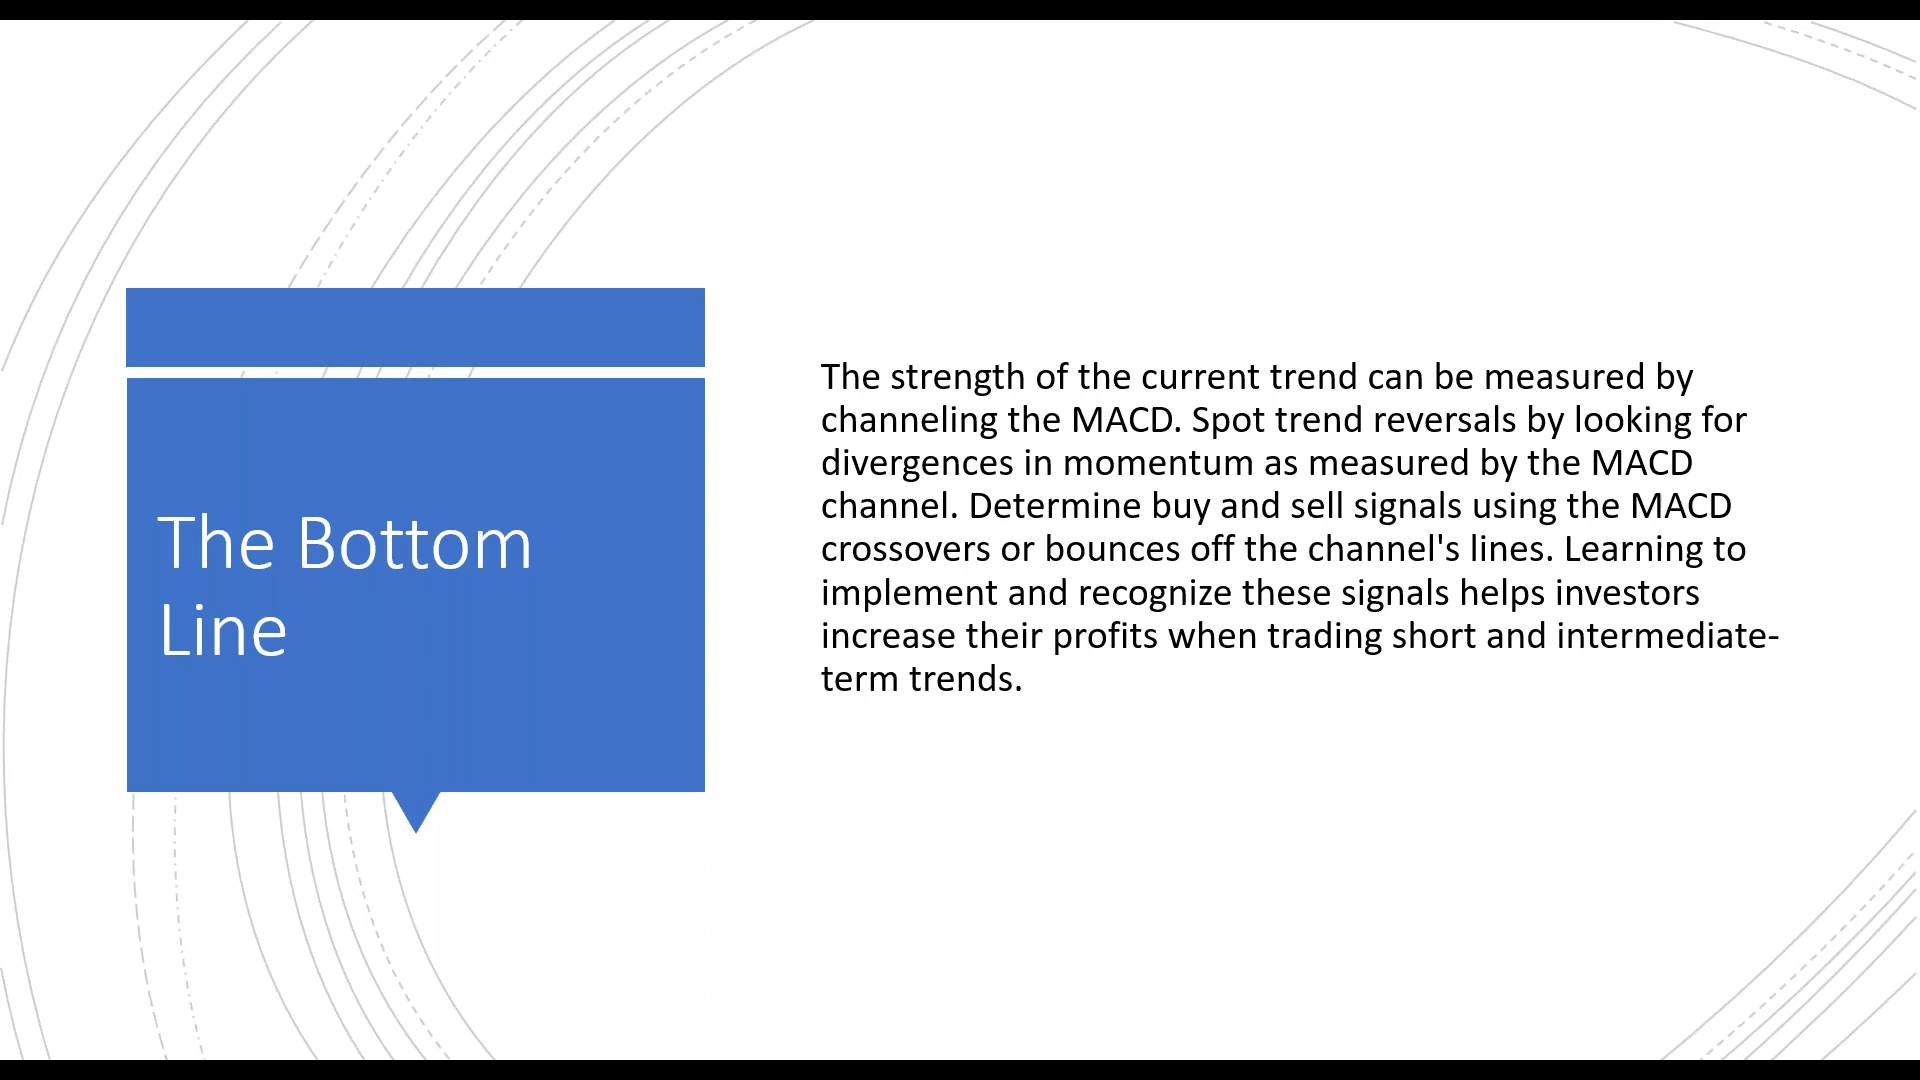 The Bottom
Line
The strength of the current trend can be measured by
channeling the MACD. Spot trend reversals by looking for
divergences in momentum as measured by the MACD
channel. Determine buy and sell signals using the MACD
crossovers or bounces off the channel's lines. Learning to
implement and recognize these signals helps investors
increase their profits when trading short and intermediate-
term trends.